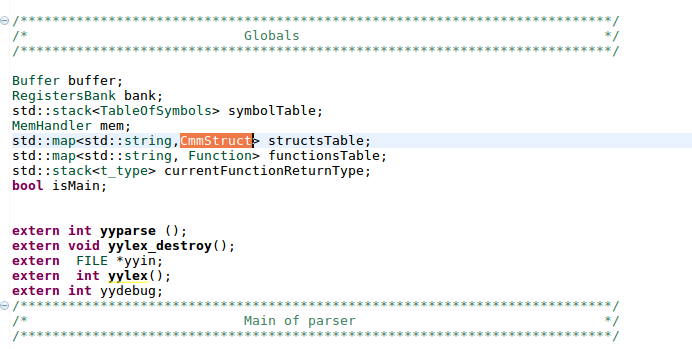 /**************************************************************************/
/*                           Globals                                      */
/**************************************************************************/
Buffer buffer;
RegistersBank bank;
std::stack<TableOfSymbols> symbolTable;
MemHandler mem;
std::map<std::string,CmmStruct> structsTable;
std::map<std::string, Function> functionsTable;
std::stack<t_type> currentFunctionReturnType;
bool isMain;
extern int yyparse ();
extern void yylex_destroy();
extern  FILE *yyin;
extern  int yylex();
extern int yydebug;
/**************************************************************************/
/*                           Main of parser                               */
/**************************************************************************/